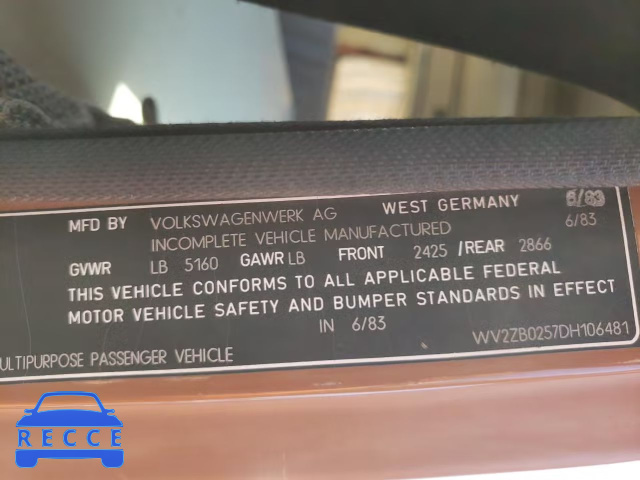 MFD BY VOLKSWAGENWERK AG WEST GERMANY 6/83
INCOMPLETE VEHICLE MANUFACTURED 6/83
GVWR LB 5160 GAWR LB FRONT 2425 /REAR 2866
THIS VEHICLE CONFORMS TO ALL APPLICABLE FEDERAL
MOTOR VEHICLE SAFETY AND BUMPER STANDARDS IN EFFECT
IN 6/83
WV2ZB0257DH106481
ULTIPURPOSE PASSENGER VEHICLE
RECCE